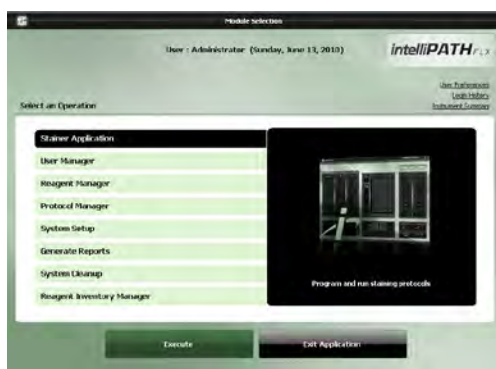 Module Selection
User : Administrator (Sunday, June 13, 2010)
intelliPATH FLX
User Preferences
Login History
Instrument Summary
Select an Operation
Stainer Application
User Manager
Reagent Manager
Protocol Manager
System Setup
Generate Reports
System Cleanup
Reagent Inventory Manager
Program and run staining protocols
Execute
Exit Application